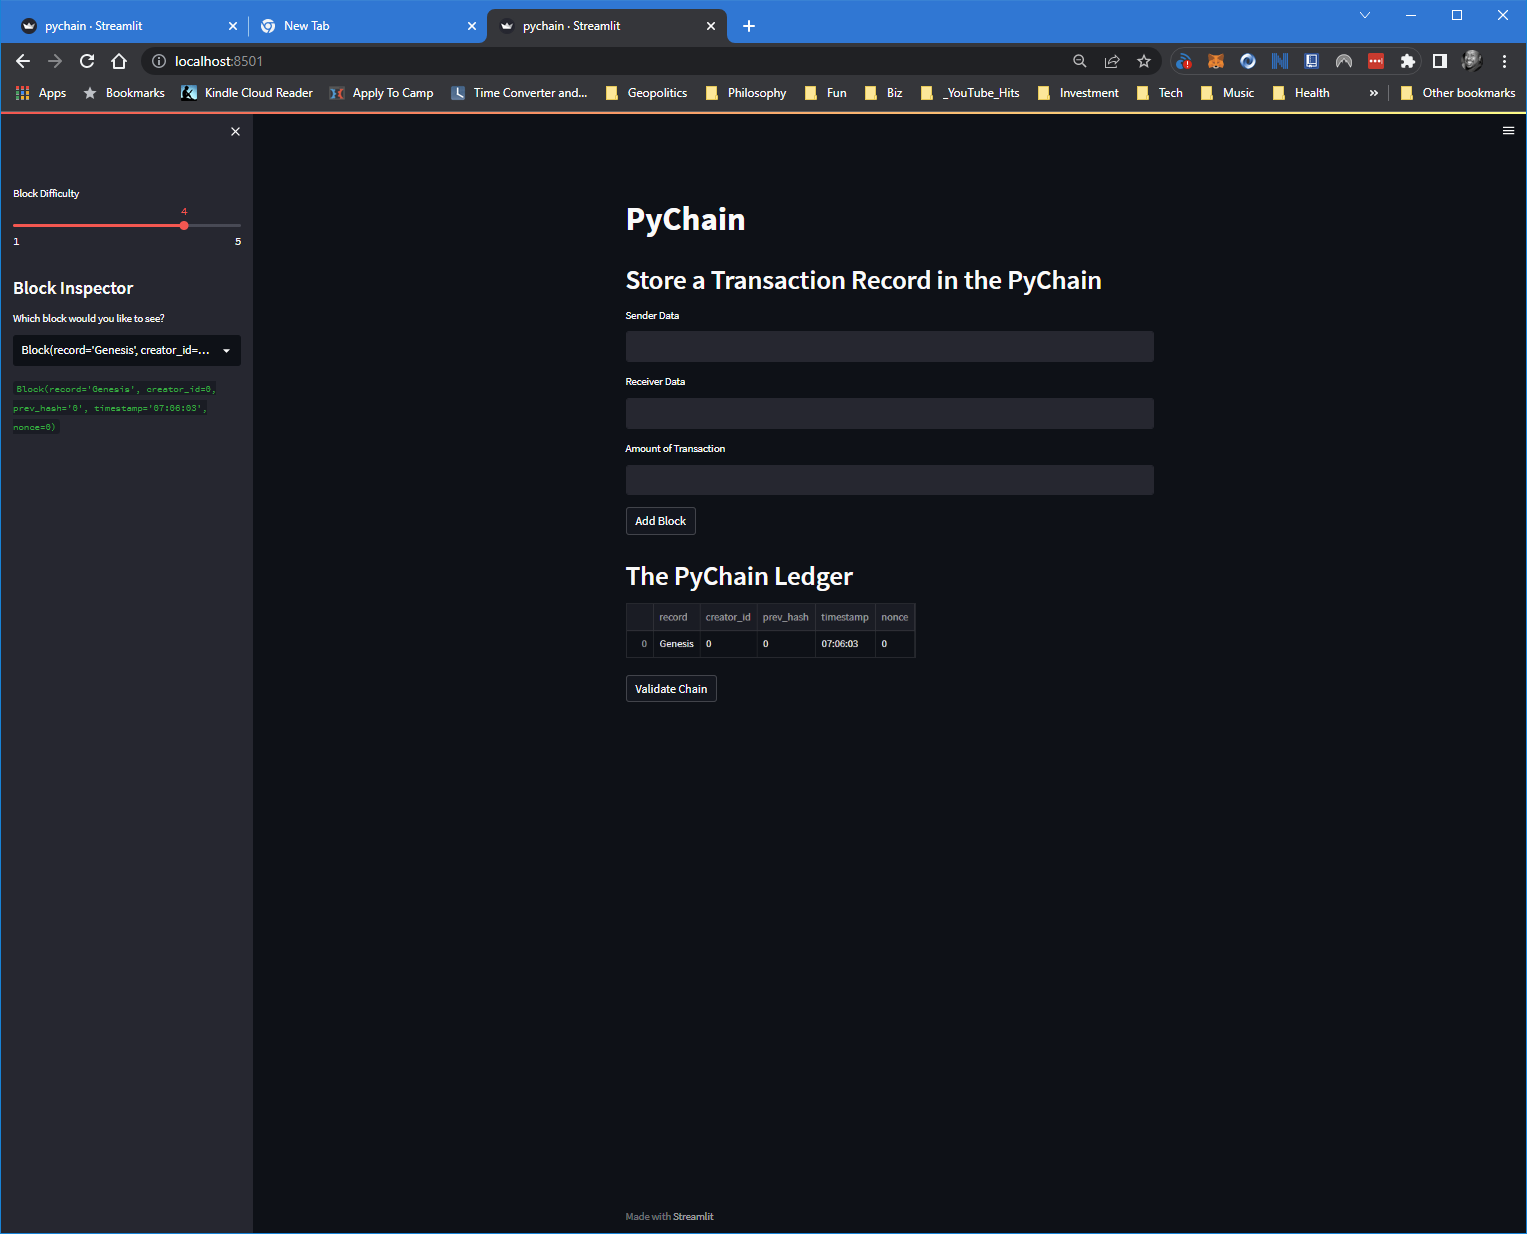 pychain · Streamlit
New Tab
pychain · Streamlit
localhost:8501
Apps
Bookmarks
Kindle Cloud Reader
Apply To Camp
Time Converter and...
Geopolitics
Philosophy
Fun
Biz
_YouTube_Hits
Investment
Tech
Music
Health
»
Other bookmarks
Block Difficulty
4
1 5
Block Inspector
Which block would you like to see?
Block(record='Genesis', creator_id=...
Block(record='Genesis', creator_id=0,
prev_hash='0', timestamp='07:06:03',
nonce=0)
PyChain
Store a Transaction Record in the PyChain
Sender Data
Receiver Data
Amount of Transaction
Add Block
The PyChain Ledger
record creator_id prev_hash timestamp nonce
0 Genesis 0 0 07:06:03 0
Validate Chain
Made with Streamlit